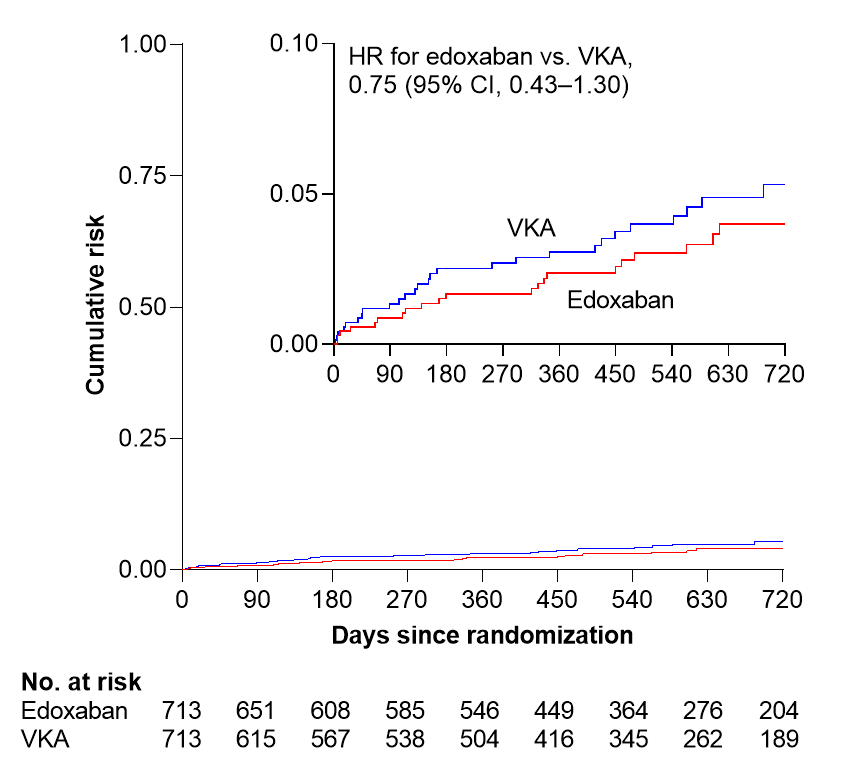 1.00
0.75
0.50
0.25
0.00
Cumulative risk
0.10
0.05
0.00
HR for edoxaban vs. VKA,
0.75 (95% CI, 0.43–1.30)
VKA
Edoxaban
0 90 180 270 360 450 540 630 720
0 90 180 270 360 450 540 630 720
Days since randomization
No. at risk
Edoxaban 713 651 608 585 546 449 364 276 204
VKA 713 615 567 538 504 416 345 262 189